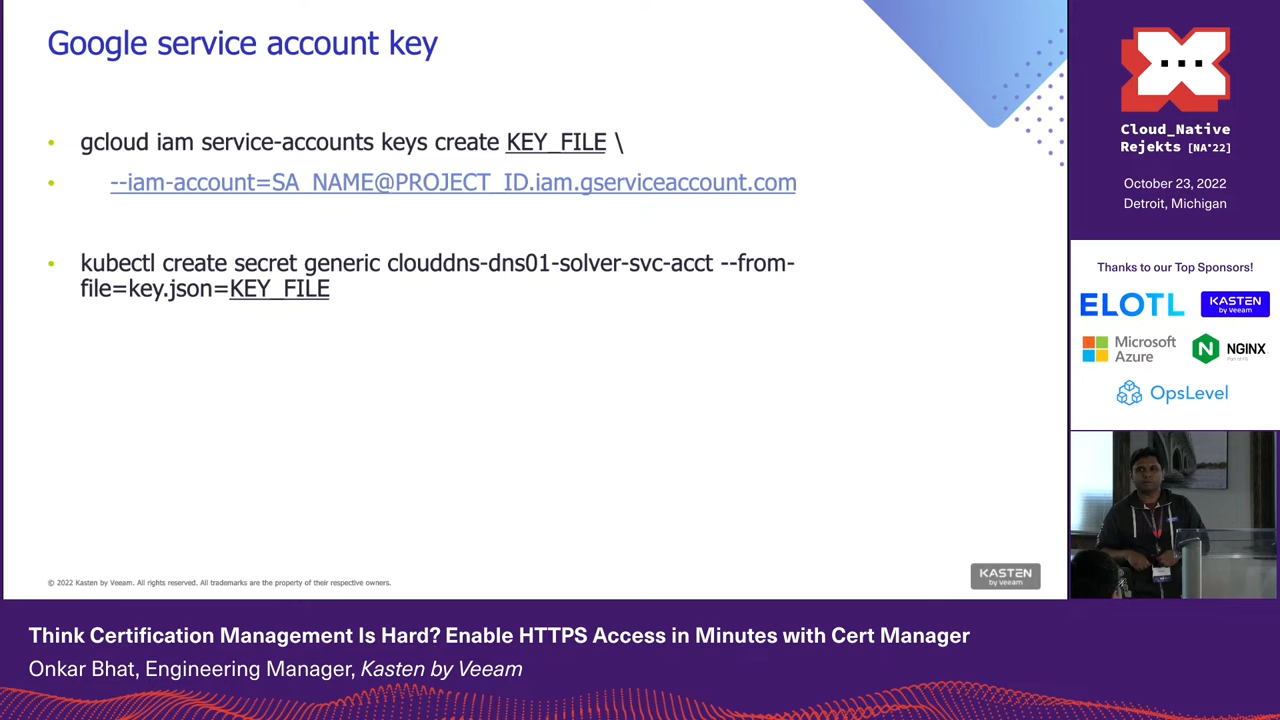 Google service account key
• gcloud iam service-accounts keys create KEY_FILE \
• --iam-account=SA_NAME@PROJECT_ID.iam.gserviceaccount.com
• kubectl create secret generic clouddns-dns01-solver-svc-acct --from-
file=key.json=KEY_FILE
© 2022 Kasten by Veeam. All rights reserved. All trademarks are the property of their respective owners.
KASTEN
by Veeam
Cloud_Native
Rejekts [NA'22]
October 23, 2022
Detroit, Michigan
Thanks to our Top Sponsors!
ELOTL
KASTEN
by Veeam
Microsoft
Azure
N
NGINX
Part of F5
OpsLevel
Think Certification Management Is Hard? Enable HTTPS Access in Minutes with Cert Manager
Onkar Bhat, Engineering Manager, Kasten by Veeam